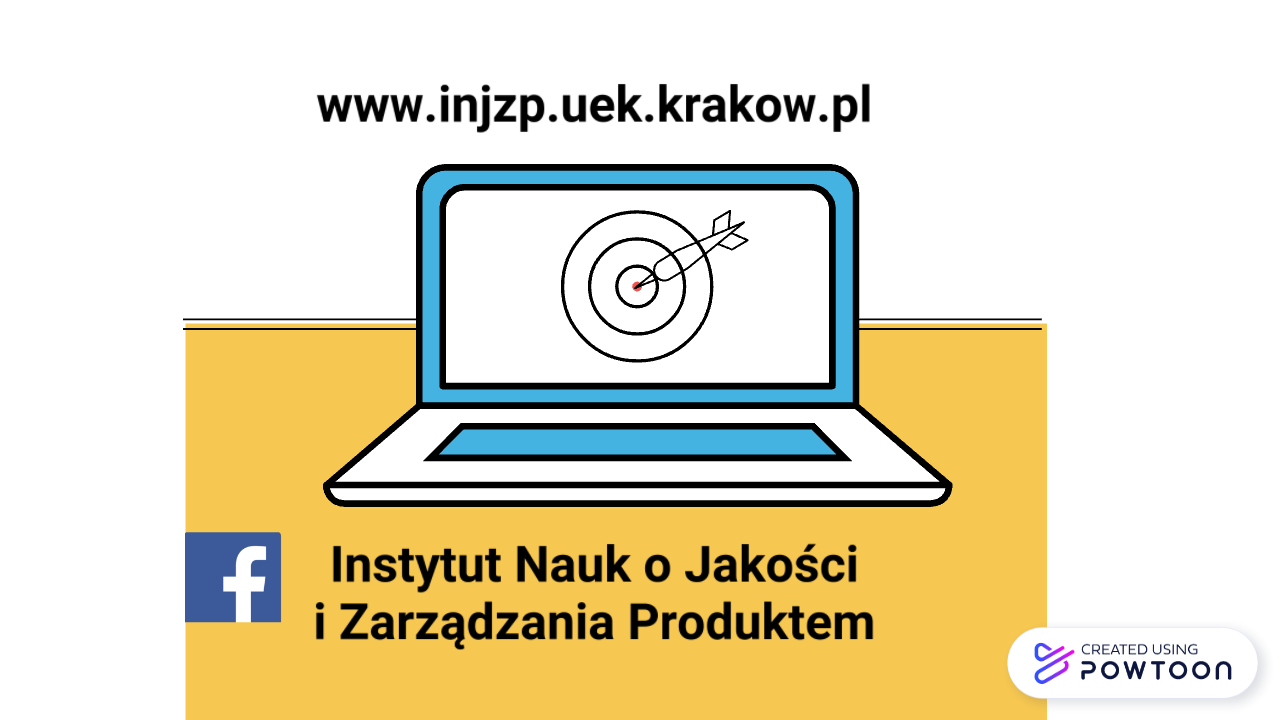 www.injzp.uek.krakow.pl
f
Instytut Nauk o Jakości
i Zarządzania Produktem
CREATED USING
POWTOON